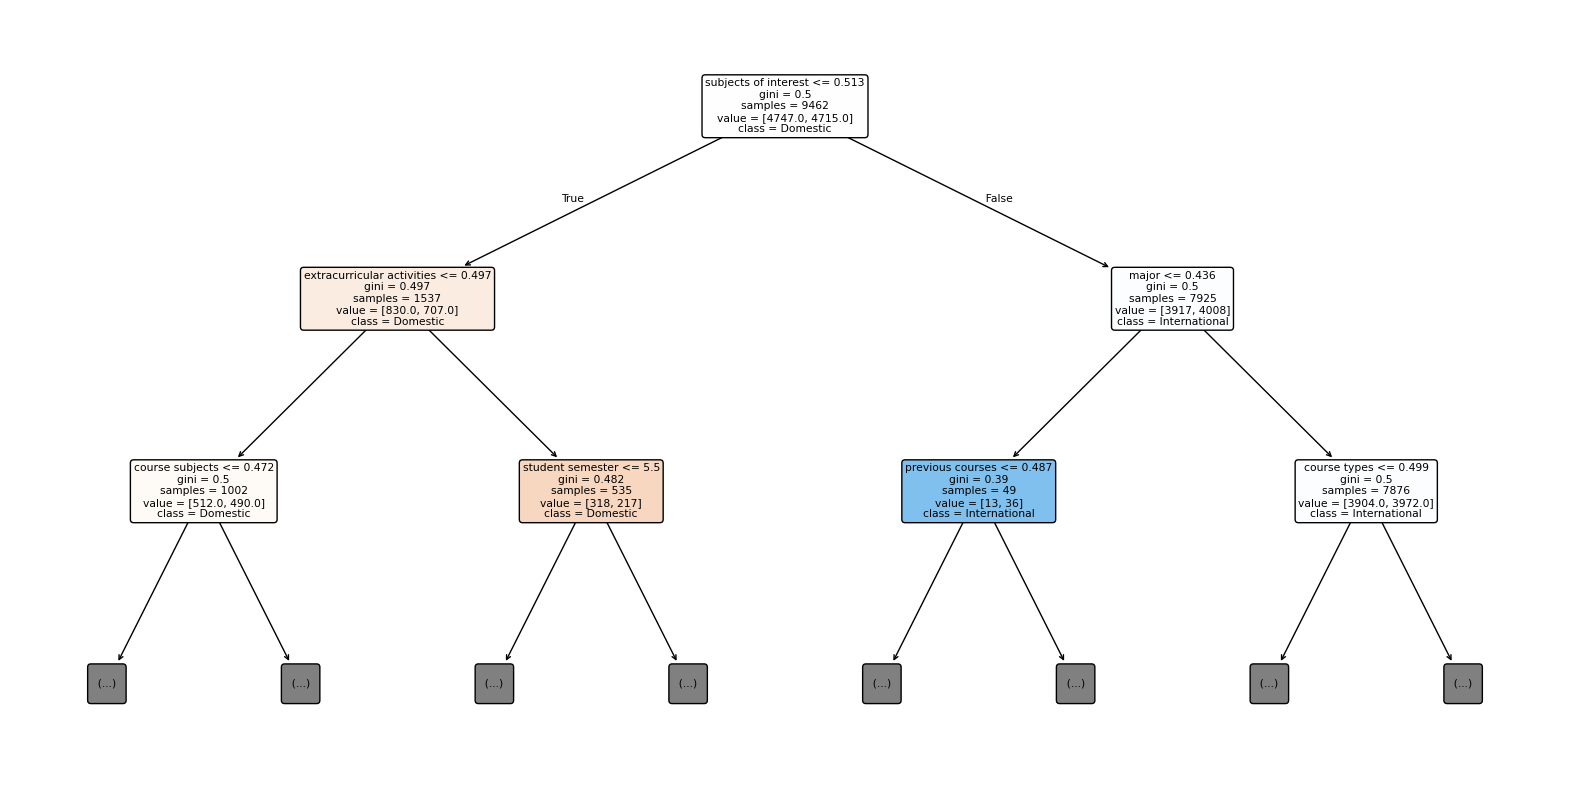 subjects of interest <= 0.513
gini = 0.5
samples = 9462
value = [4747.0, 4715.0]
class = Domestic
True
False
extracurricular activities <= 0.497
gini = 0.497
samples = 1537
value = [830.0, 707.0]
class = Domestic
major <= 0.436
gini = 0.5
samples = 7925
value = [3917, 4008]
class = International
course subjects <= 0.472
gini = 0.5
samples = 1002
value = [512.0, 490.0]
class = Domestic
student semester <= 5.5
gini = 0.482
samples = 535
value = [318, 217]
class = Domestic
previous courses <= 0.487
gini = 0.39
samples = 49
value = [13, 36]
class = International
course types <= 0.499
gini = 0.5
samples = 7876
value = [3904.0, 3972.0]
class = International
(...)
(...)
(...)
(...)
(...)
(...)
(...)
(...)